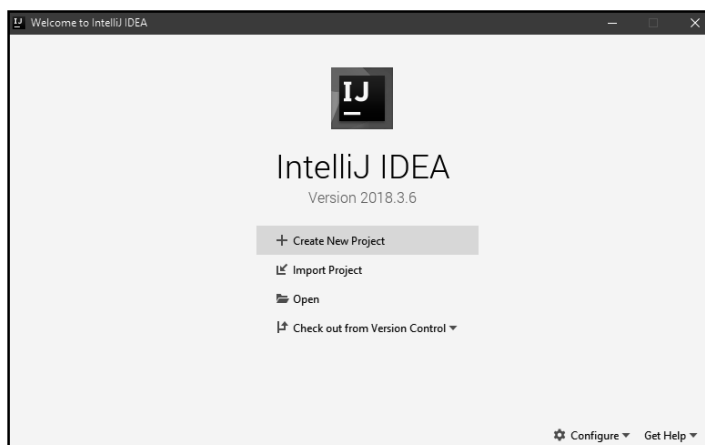 IJ Welcome to IntelliJ IDEA
IJ
IntelliJ IDEA
Version 2018.3.6
Create New Project
Import Project
Open
Check out from Version Control
Configure Get Help